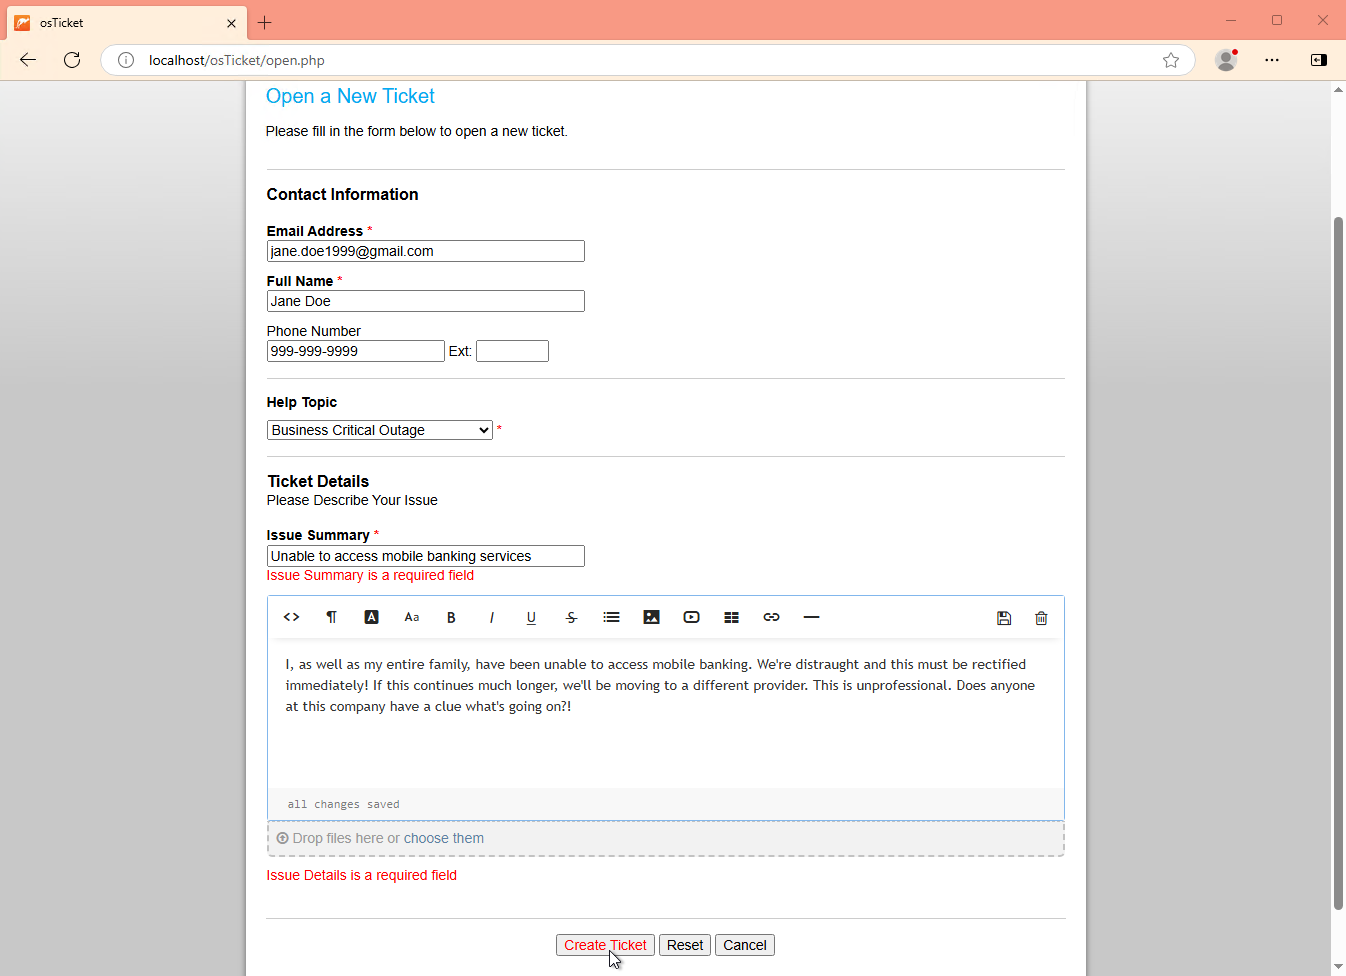 osTicket
localhost/osTicket/open.php
Open a New Ticket
Please fill in the form below to open a new ticket.
Contact Information
Email Address *
jane.doe1999@gmail.com
Full Name *
Jane Doe
Phone Number
999-999-9999 Ext:
Help Topic
Business Critical Outage *
Ticket Details
Please Describe Your Issue
Issue Summary *
Unable to access mobile banking services
Issue Summary is a required field
<> ¶ A Aa B I U S
I, as well as my entire family, have been unable to access mobile banking. We're distraught and this must be rectified
immediately! If this continues much longer, we'll be moving to a different provider. This is unprofessional. Does anyone
at this company have a clue what's going on?!
all changes saved
Drop files here or choose them
Issue Details is a required field
Create Ticket Reset Cancel